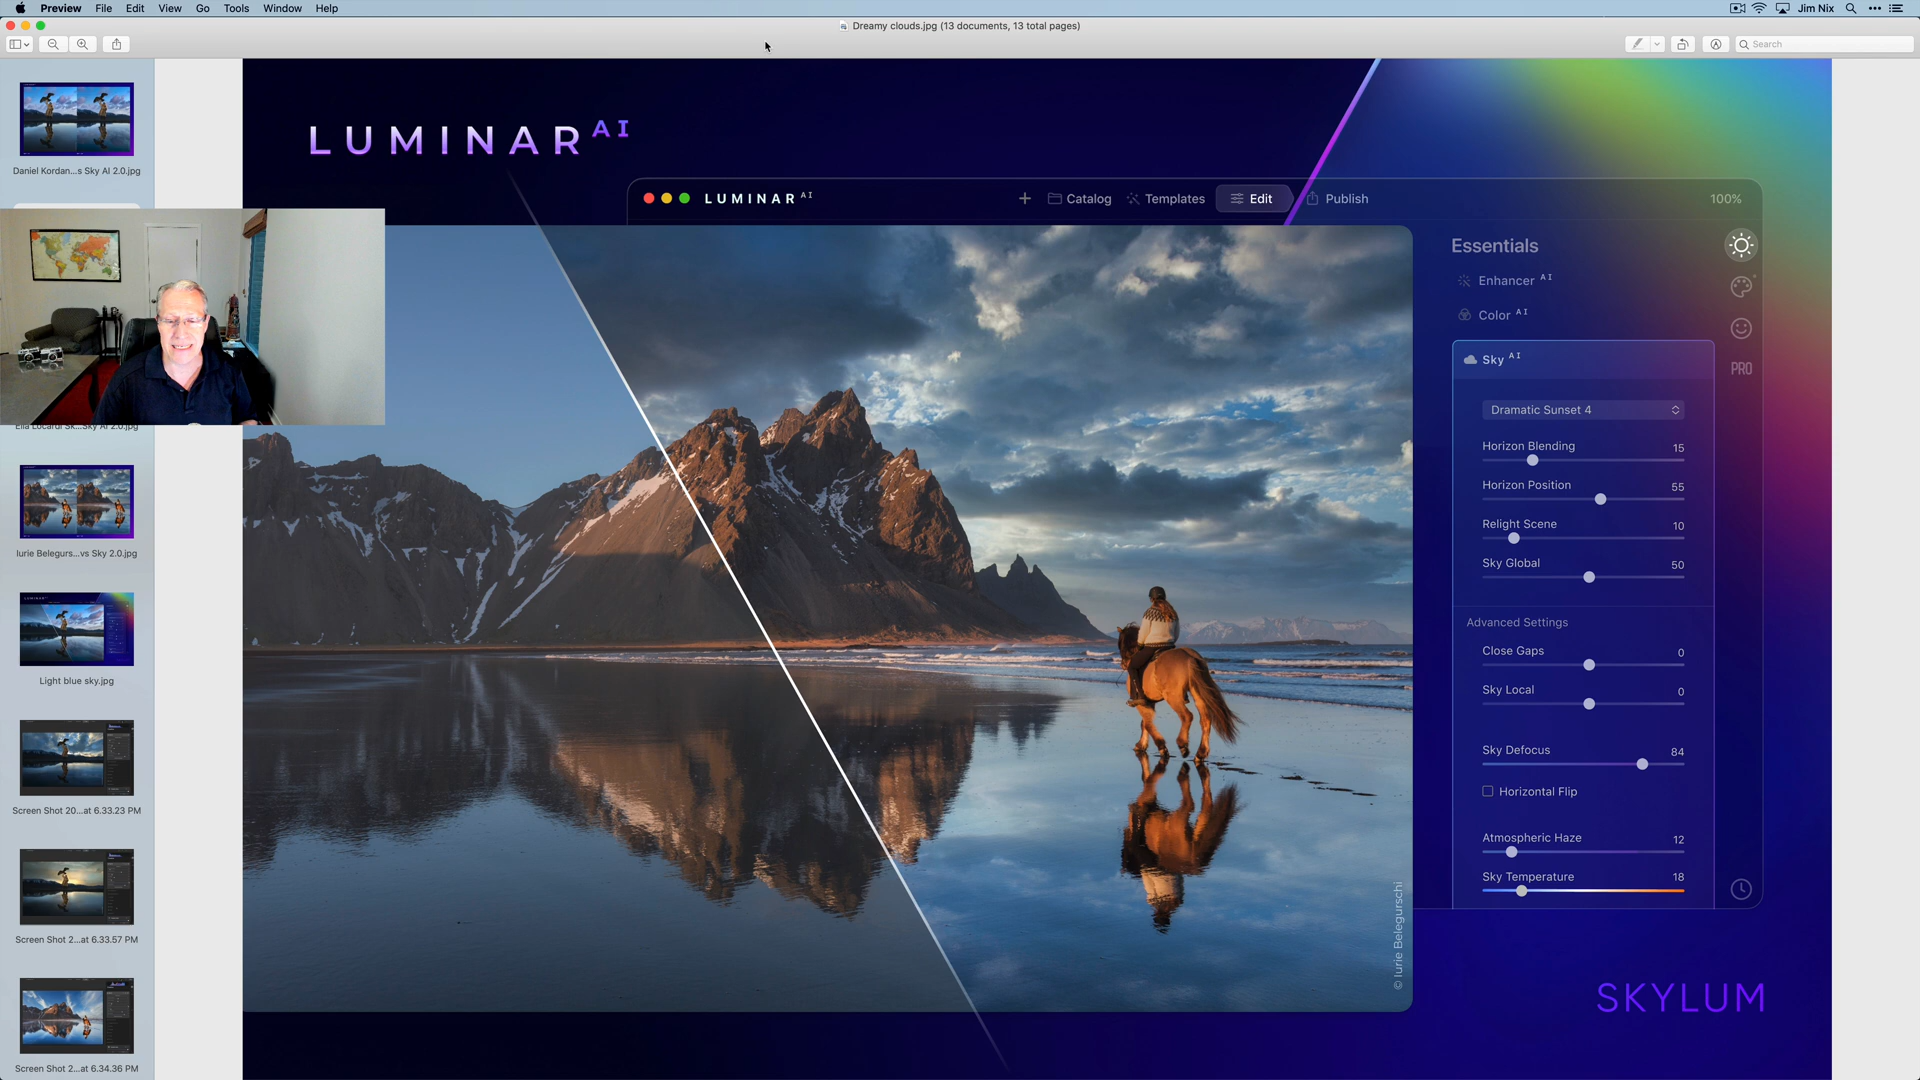 Preview File Edit View Go Tools Window Help
Jim Nix
Dreamy clouds.jpg (13 documents, 13 total pages)
Search
Daniel Kordan...s Sky AI 2.0.jpg
Iurie Belegurs...vs Sky 2.0.jpg
Light blue sky.jpg
Screen Shot 20...at 6.33.23 PM
Screen Shot 2...at 6.33.57 PM
Screen Shot 2...at 6.34.36 PM
LUMINAR AI
LUMINAR AI
Catalog Templates Edit Publish 100%
Essentials
Enhancer AI
Color AI
Sky AI
PRO
Dramatic Sunset 4
Horizon Blending 15
Horizon Position 55
Relight Scene 10
Sky Global 50
Advanced Settings
Close Gaps 0
Sky Local 0
Sky Defocus 84
Horizontal Flip
Atmospheric Haze 12
Sky Temperature 18
© Iurie Belegurschi
SKYLUM